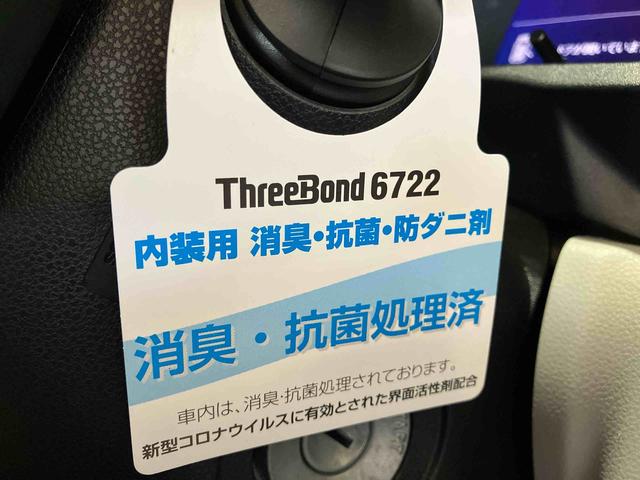 ThreeBond 6722
内装用 消臭・抗菌・防ダニ剤
消臭・抗菌処理済
車内は、消臭・抗菌処理されております。
新型コロナウイルスに有効とされた界面活性剤配合